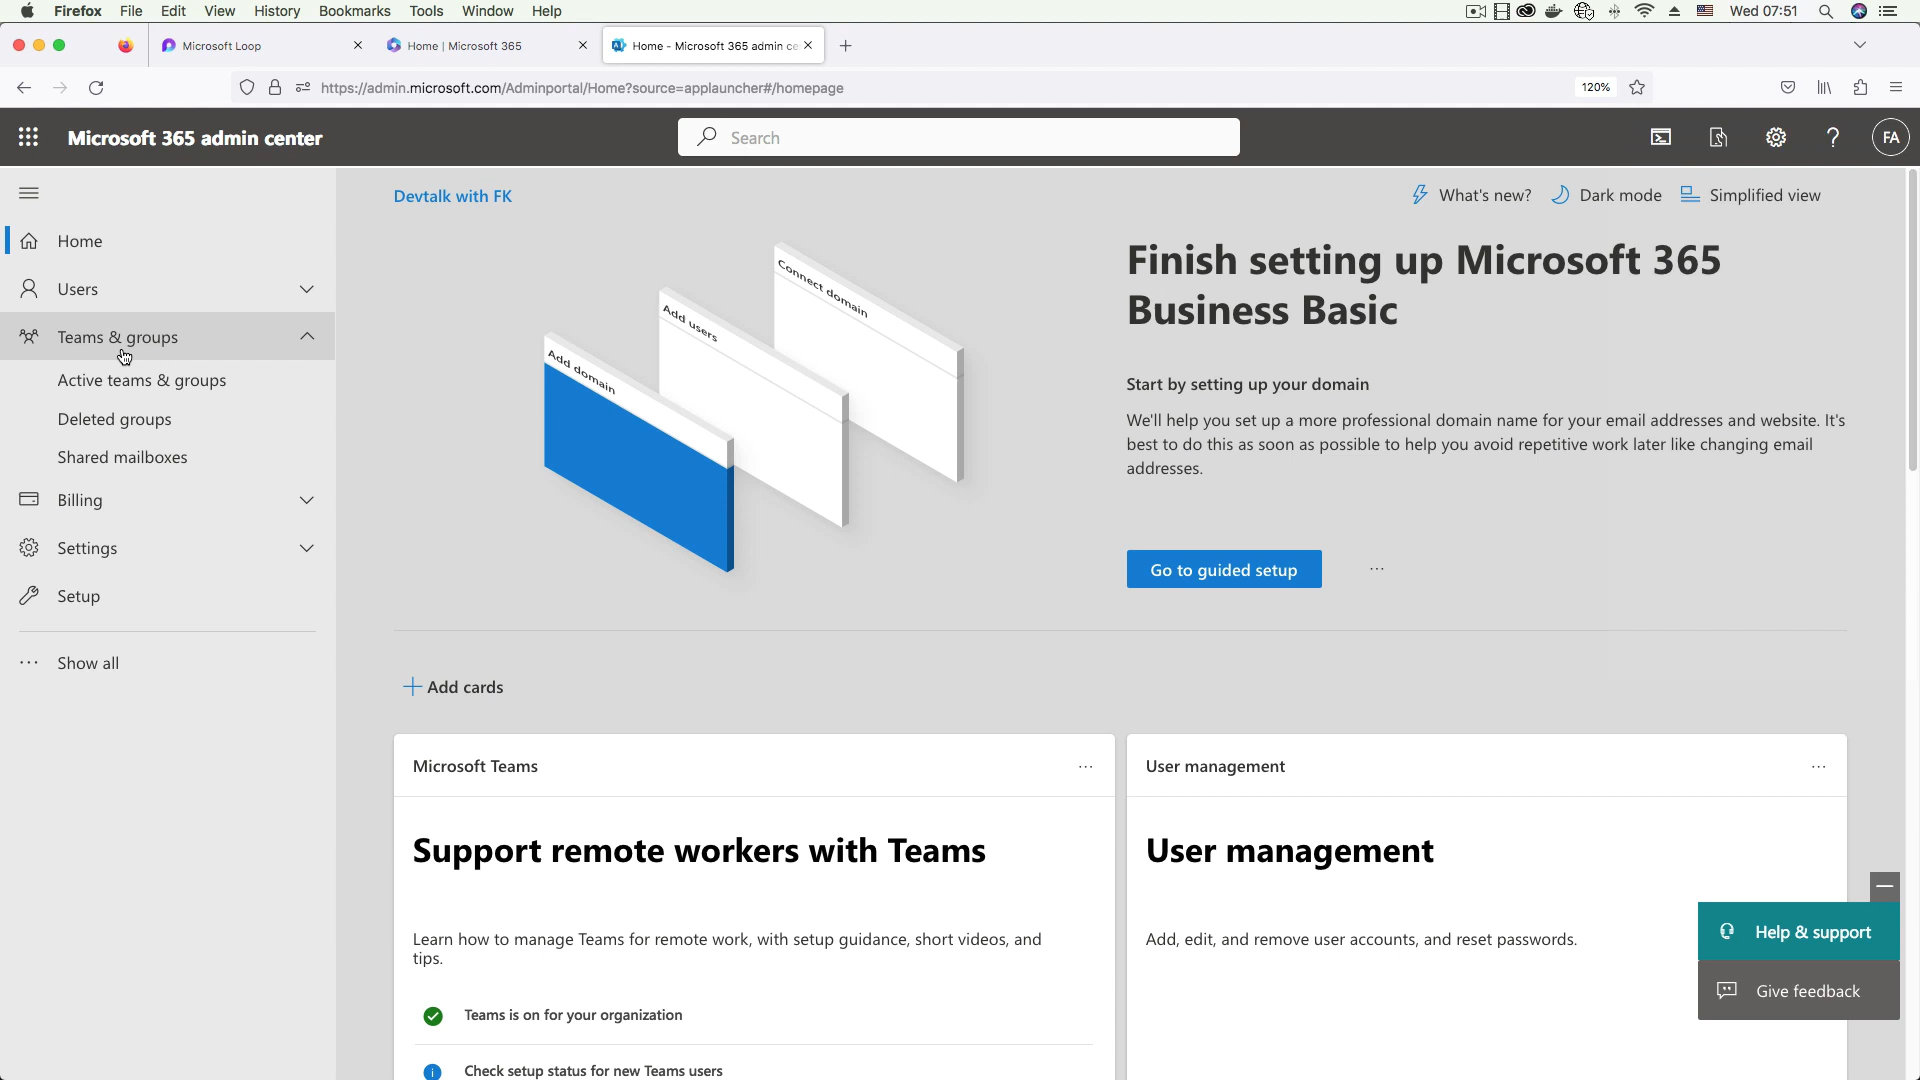 Firefox File Edit View History Bookmarks Tools Window Help Wed 07:51
Microsoft Loop Home | Microsoft 365 Home - Microsoft 365 admin ce
https://admin.microsoft.com/Adminportal/Home?source=applauncher#/homepage 120%
Microsoft 365 admin center Search FA
Devtalk with FK What's new? Dark mode Simplified view
Home
Users
Teams & groups
Active teams & groups
Deleted groups
Shared mailboxes
Billing
Settings
Setup
Show all
Connect domain
Add users
Add domain
Finish setting up Microsoft 365
Business Basic
Start by setting up your domain
We'll help you set up a more professional domain name for your email addresses and website. It's
best to do this as soon as possible to help you avoid repetitive work later like changing email
addresses.
Go to guided setup
Add cards
Microsoft Teams
Support remote workers with Teams
Learn how to manage Teams for remote work, with setup guidance, short videos, and
tips.
Teams is on for your organization
Check setup status for new Teams users
User management
User management
Add, edit, and remove user accounts, and reset passwords.
Help & support
Give feedback